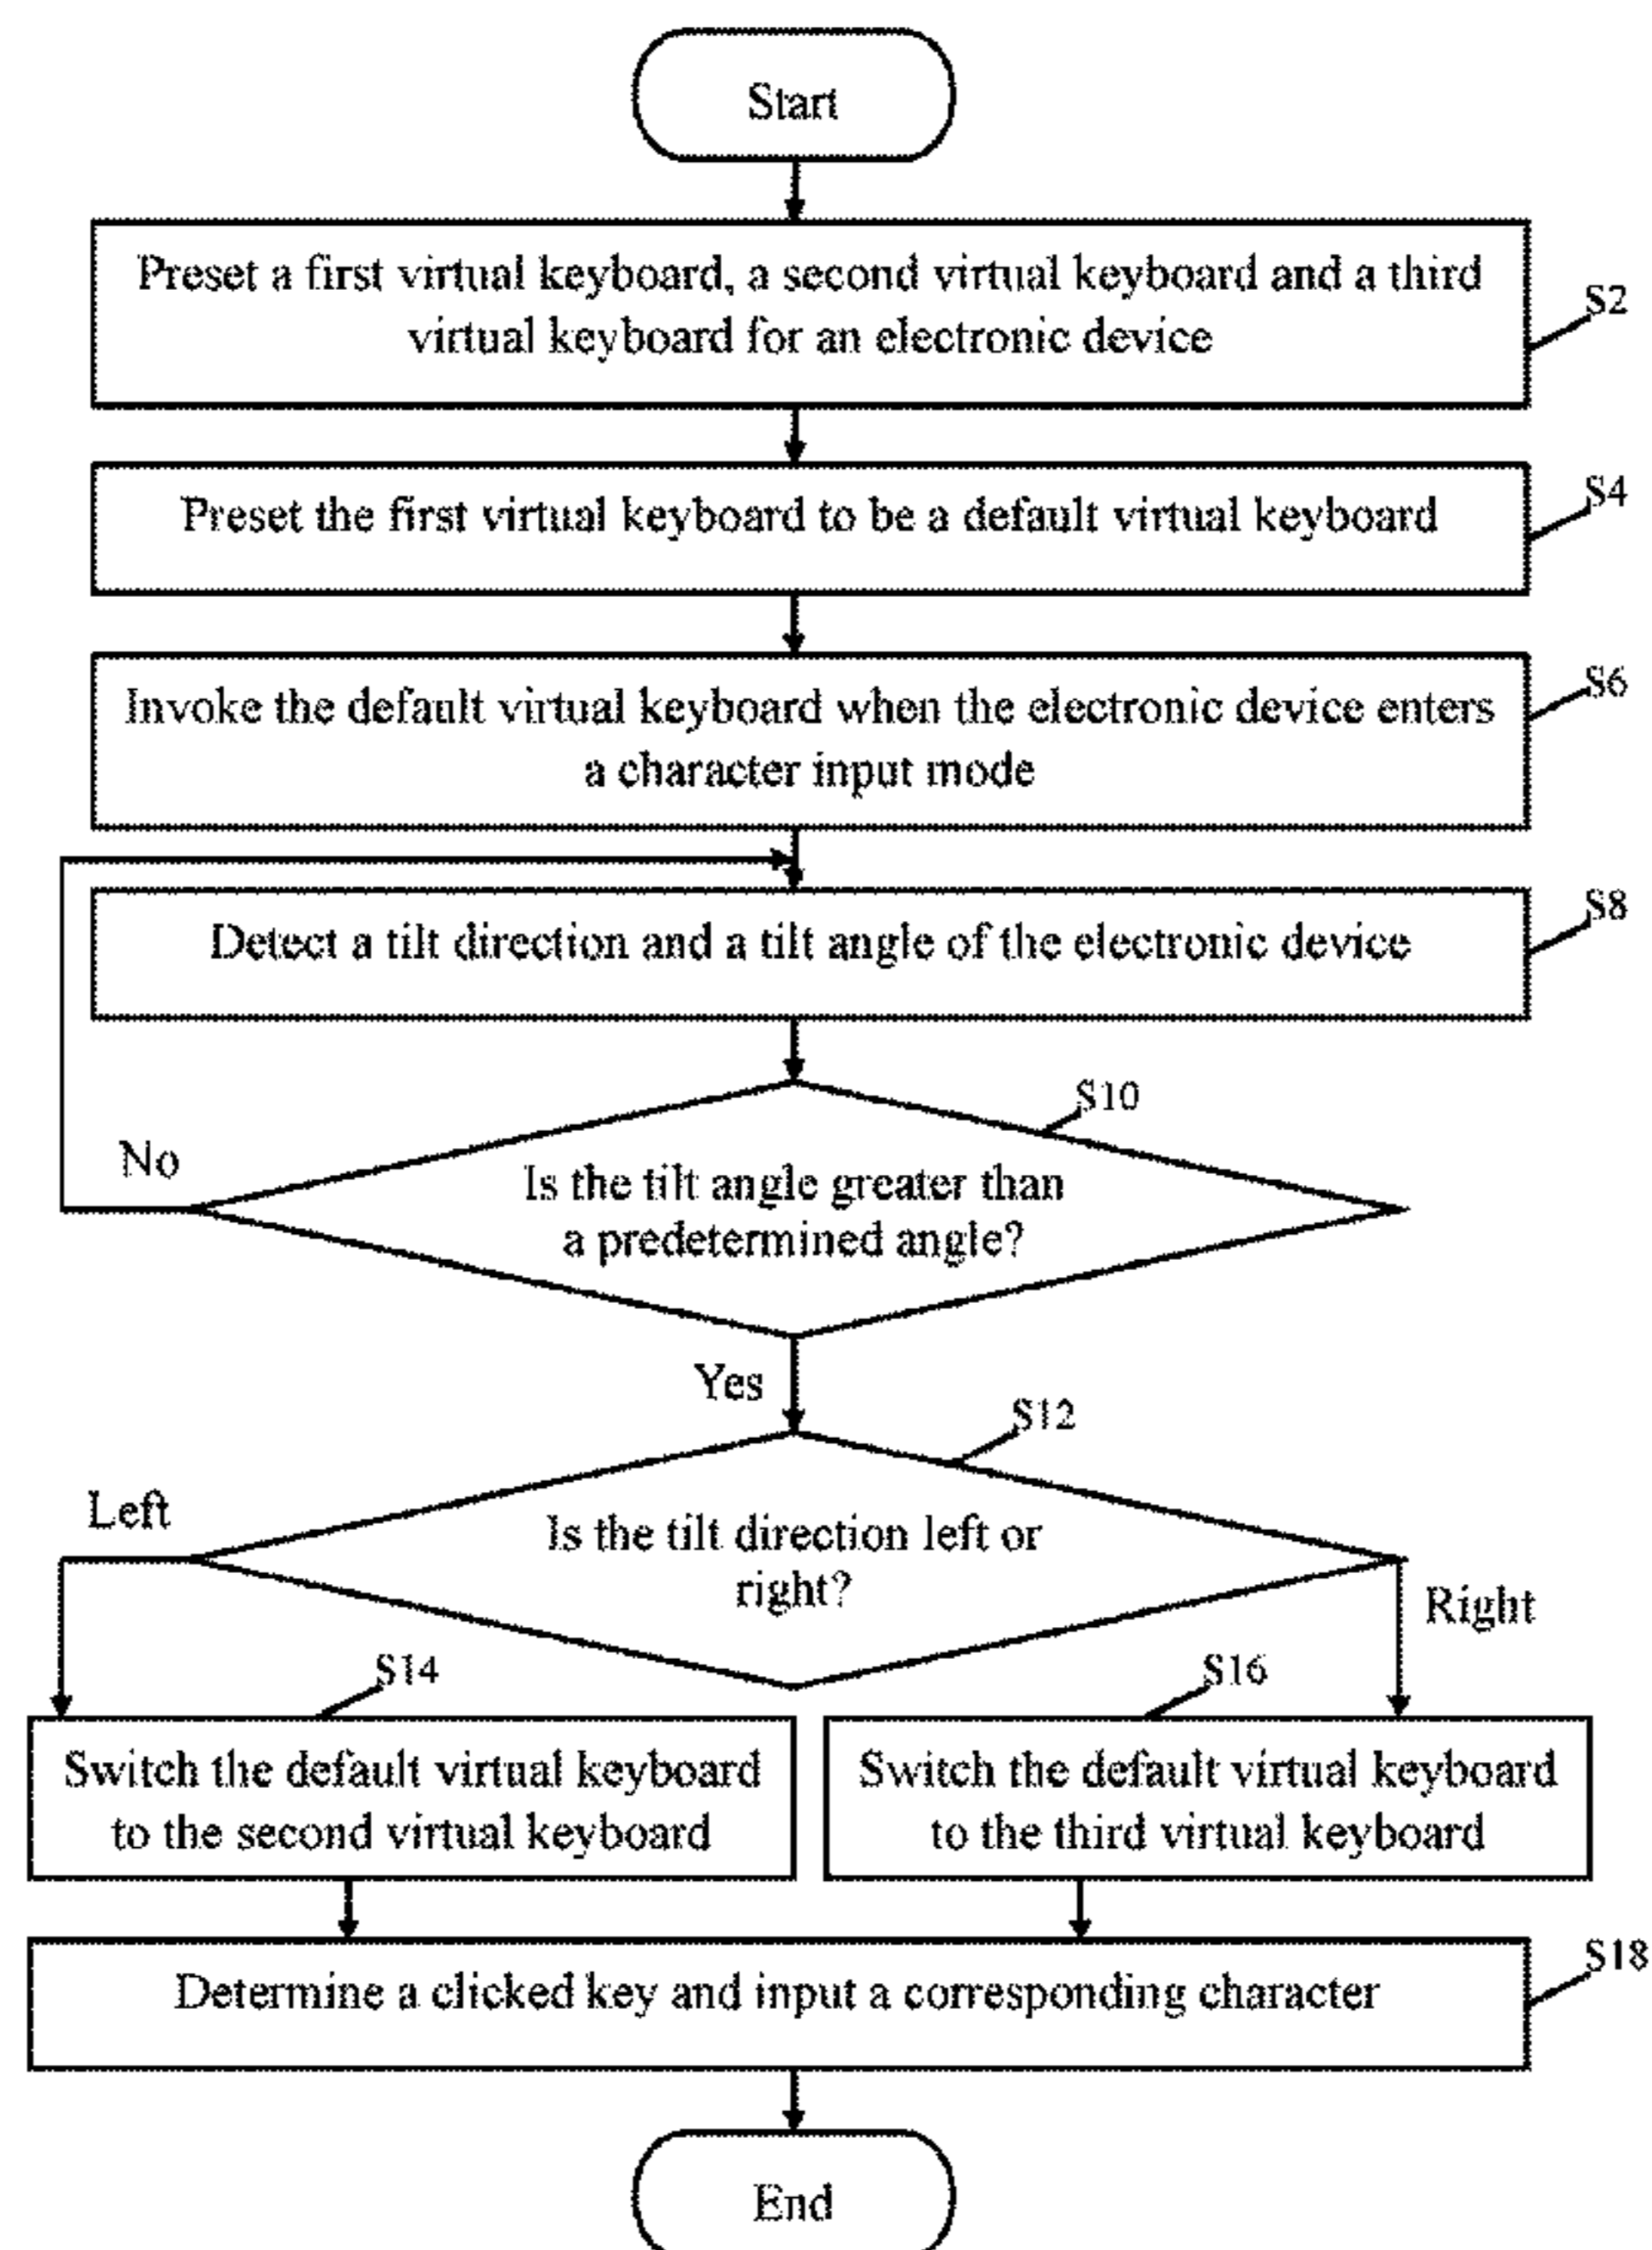 Start
Preset a first virtual keyboard, a second virtual keyboard and a third
virtual keyboard for an electronic device
S2
Preset the first virtual keyboard to be a default virtual keyboard
S4
Invoke the default virtual keyboard when the electronic device enters
a character input mode
S6
Detect a tilt direction and a tilt angle of the electronic device
S8
S10
No
Is the tilt angle greater than
a predetermined angle?
Yes
S12
Left
Is the tilt direction left or
right?
Right
S14
S16
Switch the default virtual keyboard
to the second virtual keyboard
Switch the default virtual keyboard
to the third virtual keyboard
Determine a clicked key and input a corresponding character
S18
End